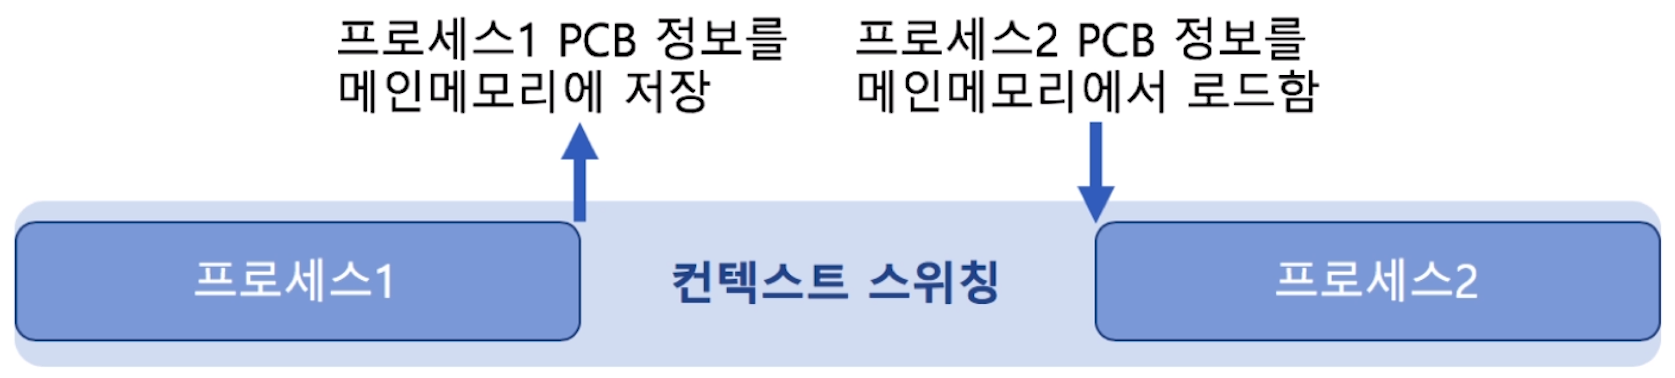 프로세스1 PCB 정보를
메인메모리에 저장
프로세스2 PCB 정보를
메인메모리에서 로드함
프로세스1
컨텍스트 스위칭
프로세스2